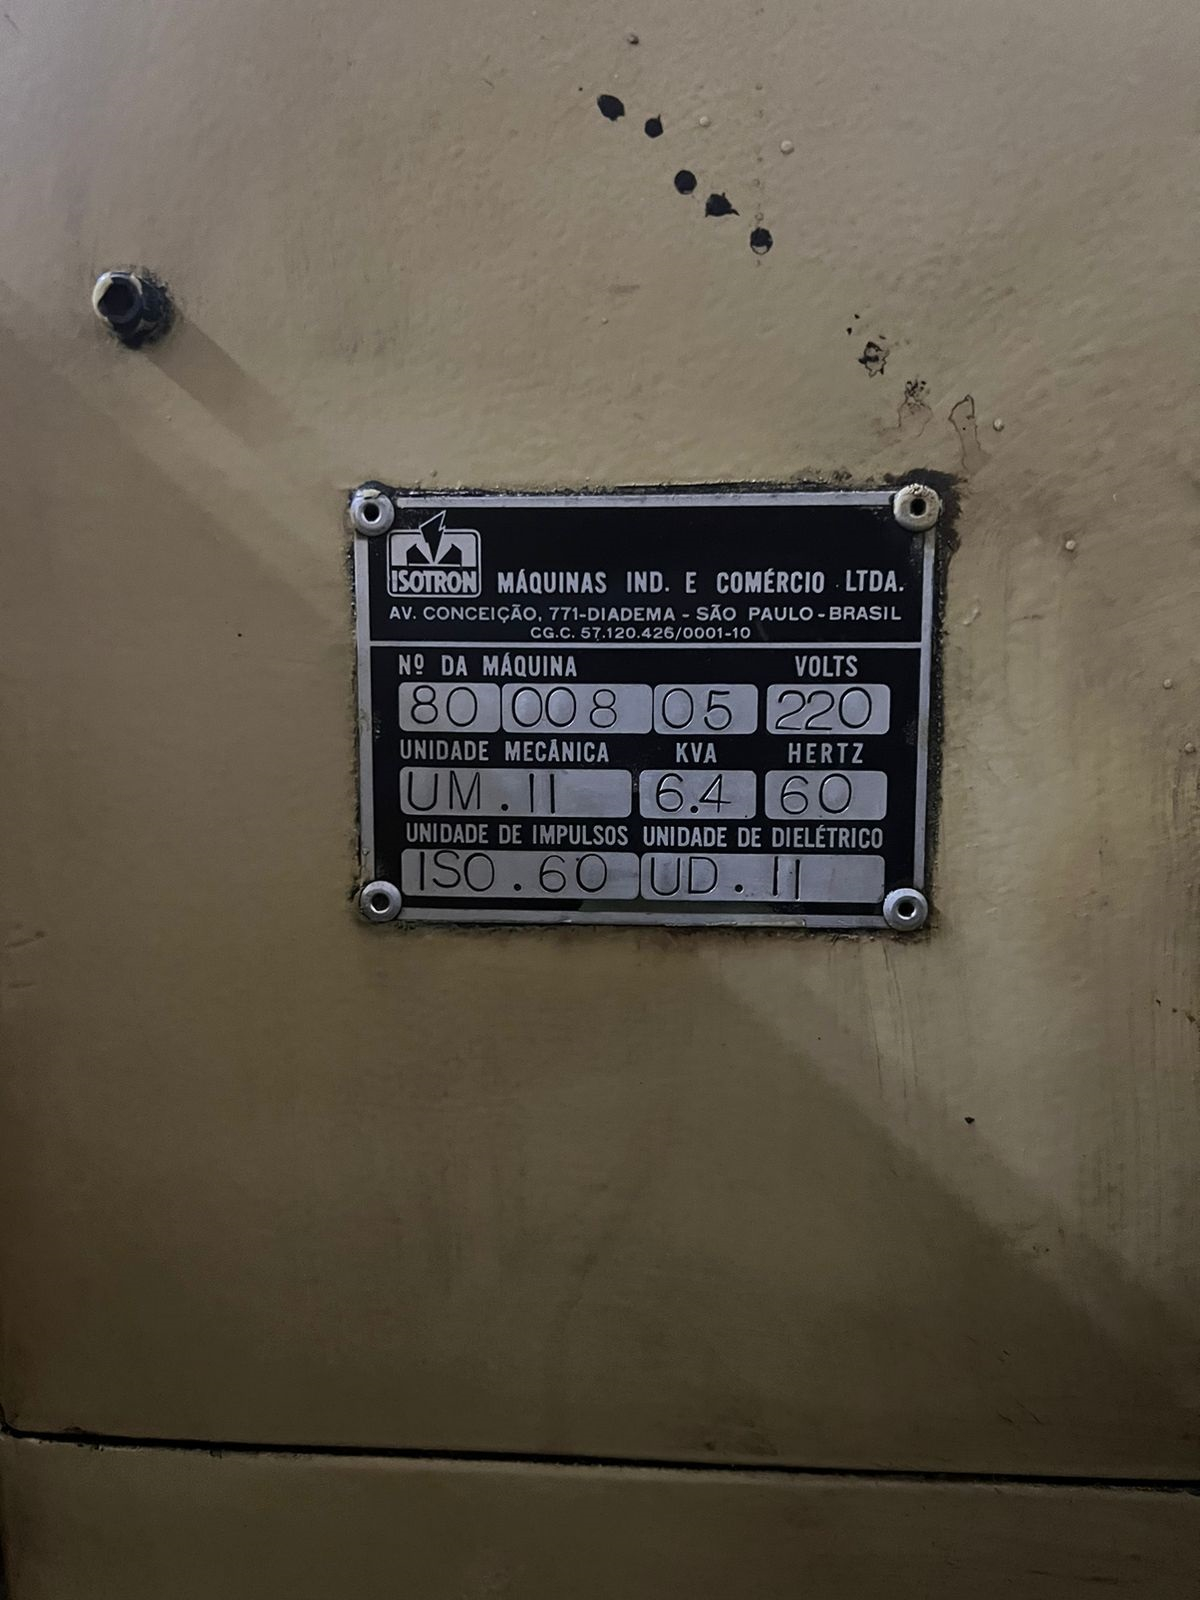 ISOTRON MÁQUINAS IND. E COMÉRCIO LTDA.
AV. CONCEIÇÃO, 771-DIADEMA - SÃO PAULO - BRASIL
CG.C. 57.120.426/0001-10
Nº DA MÁQUINA VOLTS
80 008 05 220
UNIDADE MECÂNICA KVA HERTZ
UM.11 6.4 60
UNIDADE DE IMPULSOS UNIDADE DE DIELÉTRICO
ISO.60 UD.11